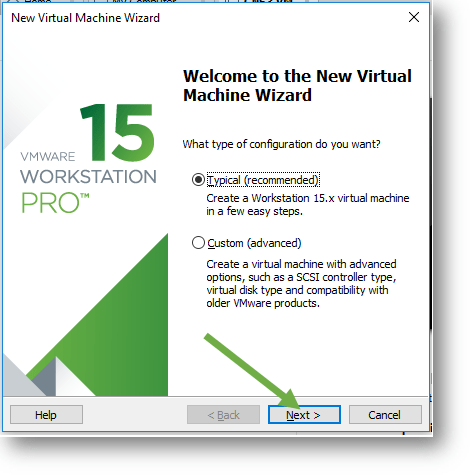 New Virtual Machine Wizard
15
VMWARE
WORKSTATION
PRO™
Welcome to the New Virtual
Machine Wizard
What type of configuration do you want?
Typical (recommended)
Create a Workstation 15.x virtual machine
in a few easy steps.
Custom (advanced)
Create a virtual machine with advanced
options, such as a SCSI controller type,
virtual disk type and compatibility with
older VMware products.
Help
< Back
Next >
Cancel